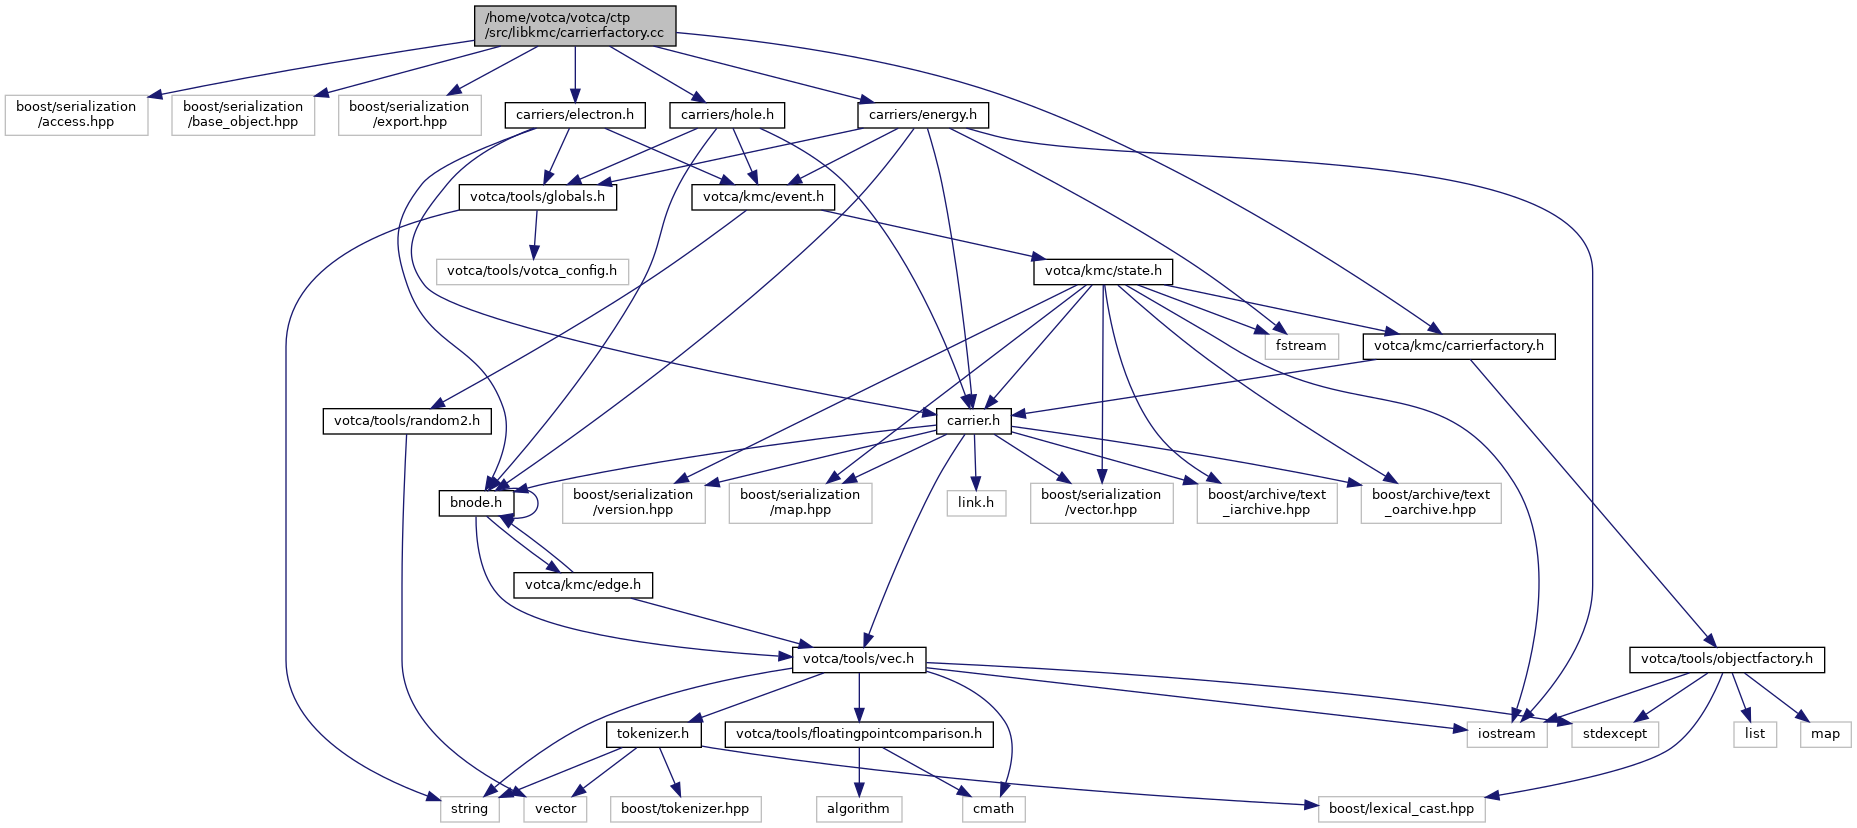 /home/votca/votca/ctp
/src/libkmc/carrierfactory.cc
boost/serialization
/access.hpp
boost/serialization
/base_object.hpp
boost/serialization
/export.hpp
carriers/electron.h
carriers/hole.h
carriers/energy.h
votca/tools/globals.h
votca/kmc/event.h
votca/tools/votca_config.h
votca/kmc/state.h
fstream
votca/kmc/carrierfactory.h
votca/tools/random2.h
carrier.h
bnode.h
boost/serialization
/version.hpp
boost/serialization
/map.hpp
link.h
boost/serialization
/vector.hpp
boost/archive/text
_iarchive.hpp
boost/archive/text
_oarchive.hpp
votca/kmc/edge.h
votca/tools/vec.h
votca/tools/objectfactory.h
tokenizer.h
votca/tools/floatingpointcomparison.h
iostream
stdexcept
list
map
string
vector
boost/tokenizer.hpp
algorithm
cmath
boost/lexical_cast.hpp